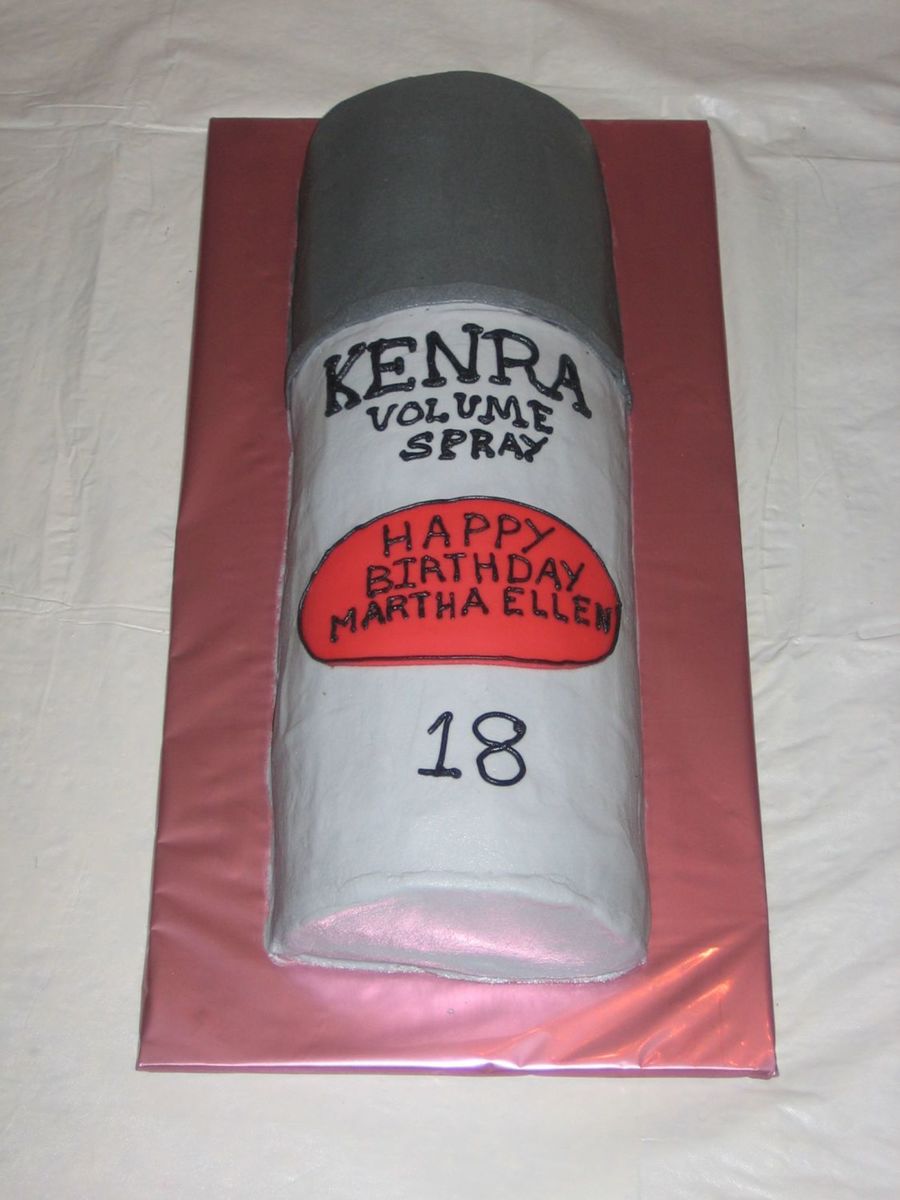 KENRA
VOLUME
SPRAY
HAPPY
BIRTHDAY
MARTHA ELLEN
18